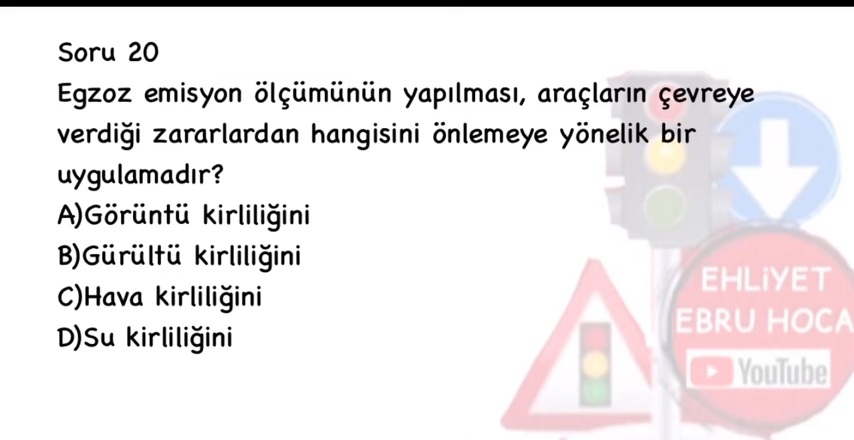 Soru 20
Egzoz emisyon ölçümünün yapılması, araçların çevreye
verdiği zararlardan hangisini önlemeye yönelik bir
uygulamadır?
A)Görüntü kirliliğini
B)Gürültü kirliliğini
C)Hava kirliliğini
D)Su kirliliğini
EHLİYET
EBRU HOCA
YouTube